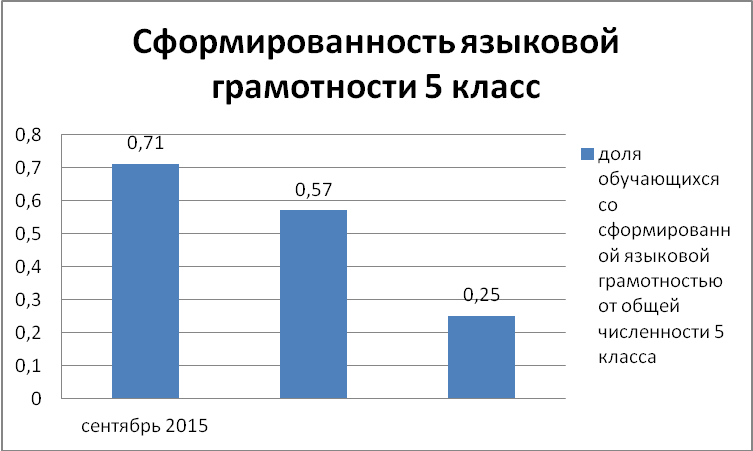 Сформированность языковой
грамотности 5 класс
0,8
0,7
0,6
0,5
0,4
0,3
0,2
0,1
0
0,71
0,57
0,25
сентябрь 2015
доля
обучающихся
со
сформированн
ой языковой
грамотностью
от общей
численности 5
класса